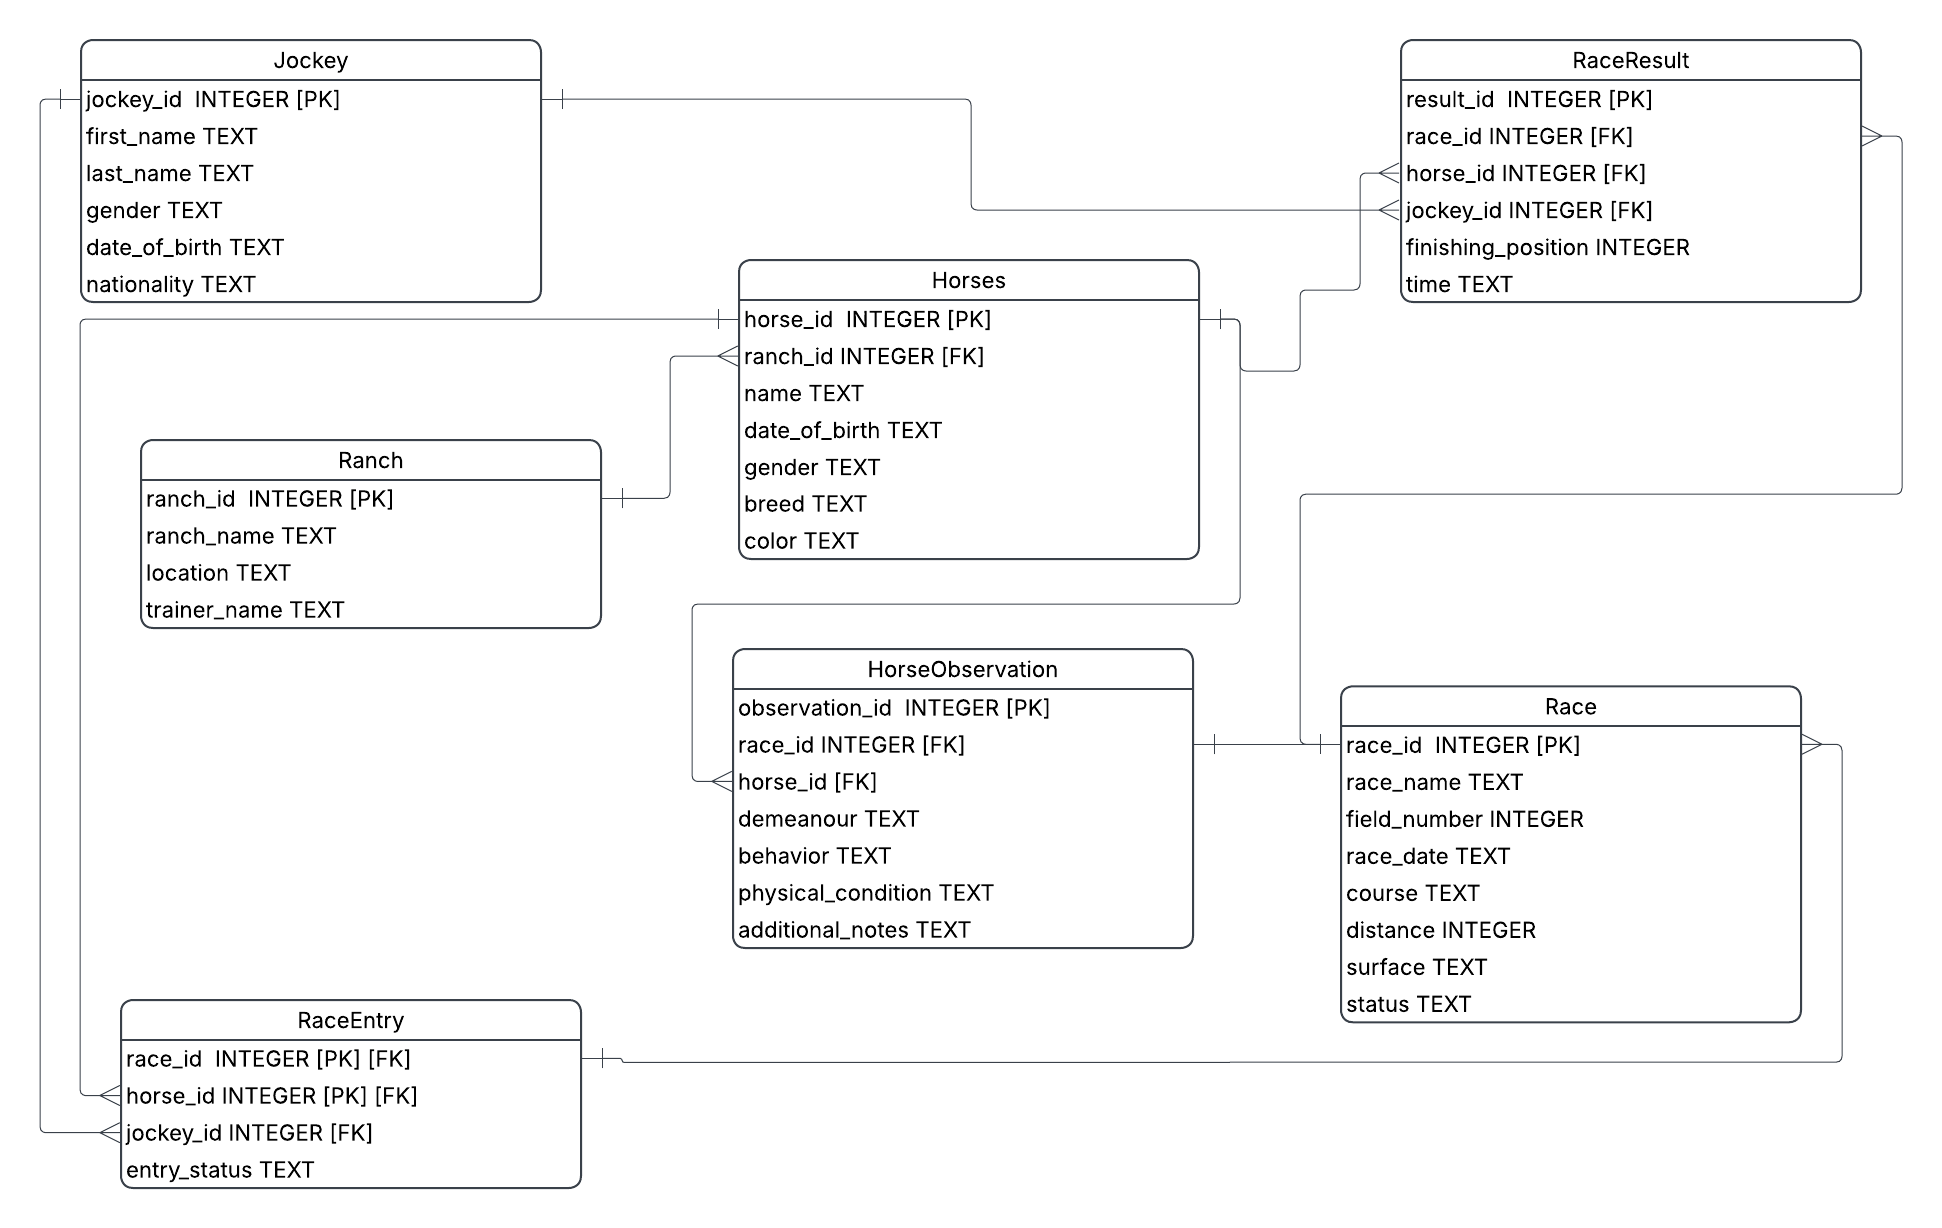 Jockey
jockey_id  INTEGER [PK]
first_name TEXT
last_name TEXT
gender TEXT
date_of_birth TEXT
nationality TEXT
RaceResult
result_id  INTEGER [PK]
race_id INTEGER [FK]
horse_id INTEGER [FK]
jockey_id INTEGER [FK]
finishing_position INTEGER
time TEXT
Horses
horse_id  INTEGER [PK]
ranch_id INTEGER [FK]
name TEXT
date_of_birth TEXT
gender TEXT
breed TEXT
color TEXT
Ranch
ranch_id  INTEGER [PK]
ranch_name TEXT
location TEXT
trainer_name TEXT
HorseObservation
observation_id  INTEGER [PK]
race_id INTEGER [FK]
horse_id [FK]
demeanour TEXT
behavior TEXT
physical_condition TEXT
additional_notes TEXT
Race
race_id  INTEGER [PK]
race_name TEXT
field_number INTEGER
race_date TEXT
course TEXT
distance INTEGER
surface TEXT
status TEXT
RaceEntry
race_id  INTEGER [PK] [FK]
horse_id INTEGER [PK] [FK]
jockey_id INTEGER [FK]
entry_status TEXT